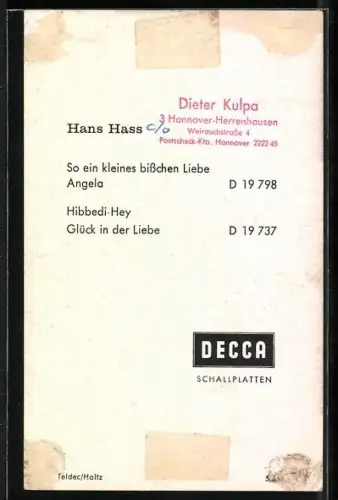 Dieter Kulpa
3 Hannover-Herrenhausen
Weirauchstraße 4
Postscheck-Kto. Hannover 2222 45
Hans Hass c/o
So ein kleines bißchen Liebe
Angela D 19 798
Hibbedi-Hey
Glück in der Liebe D 19 737
DECCA
SCHALLPLATTEN
Teldec/Holtz